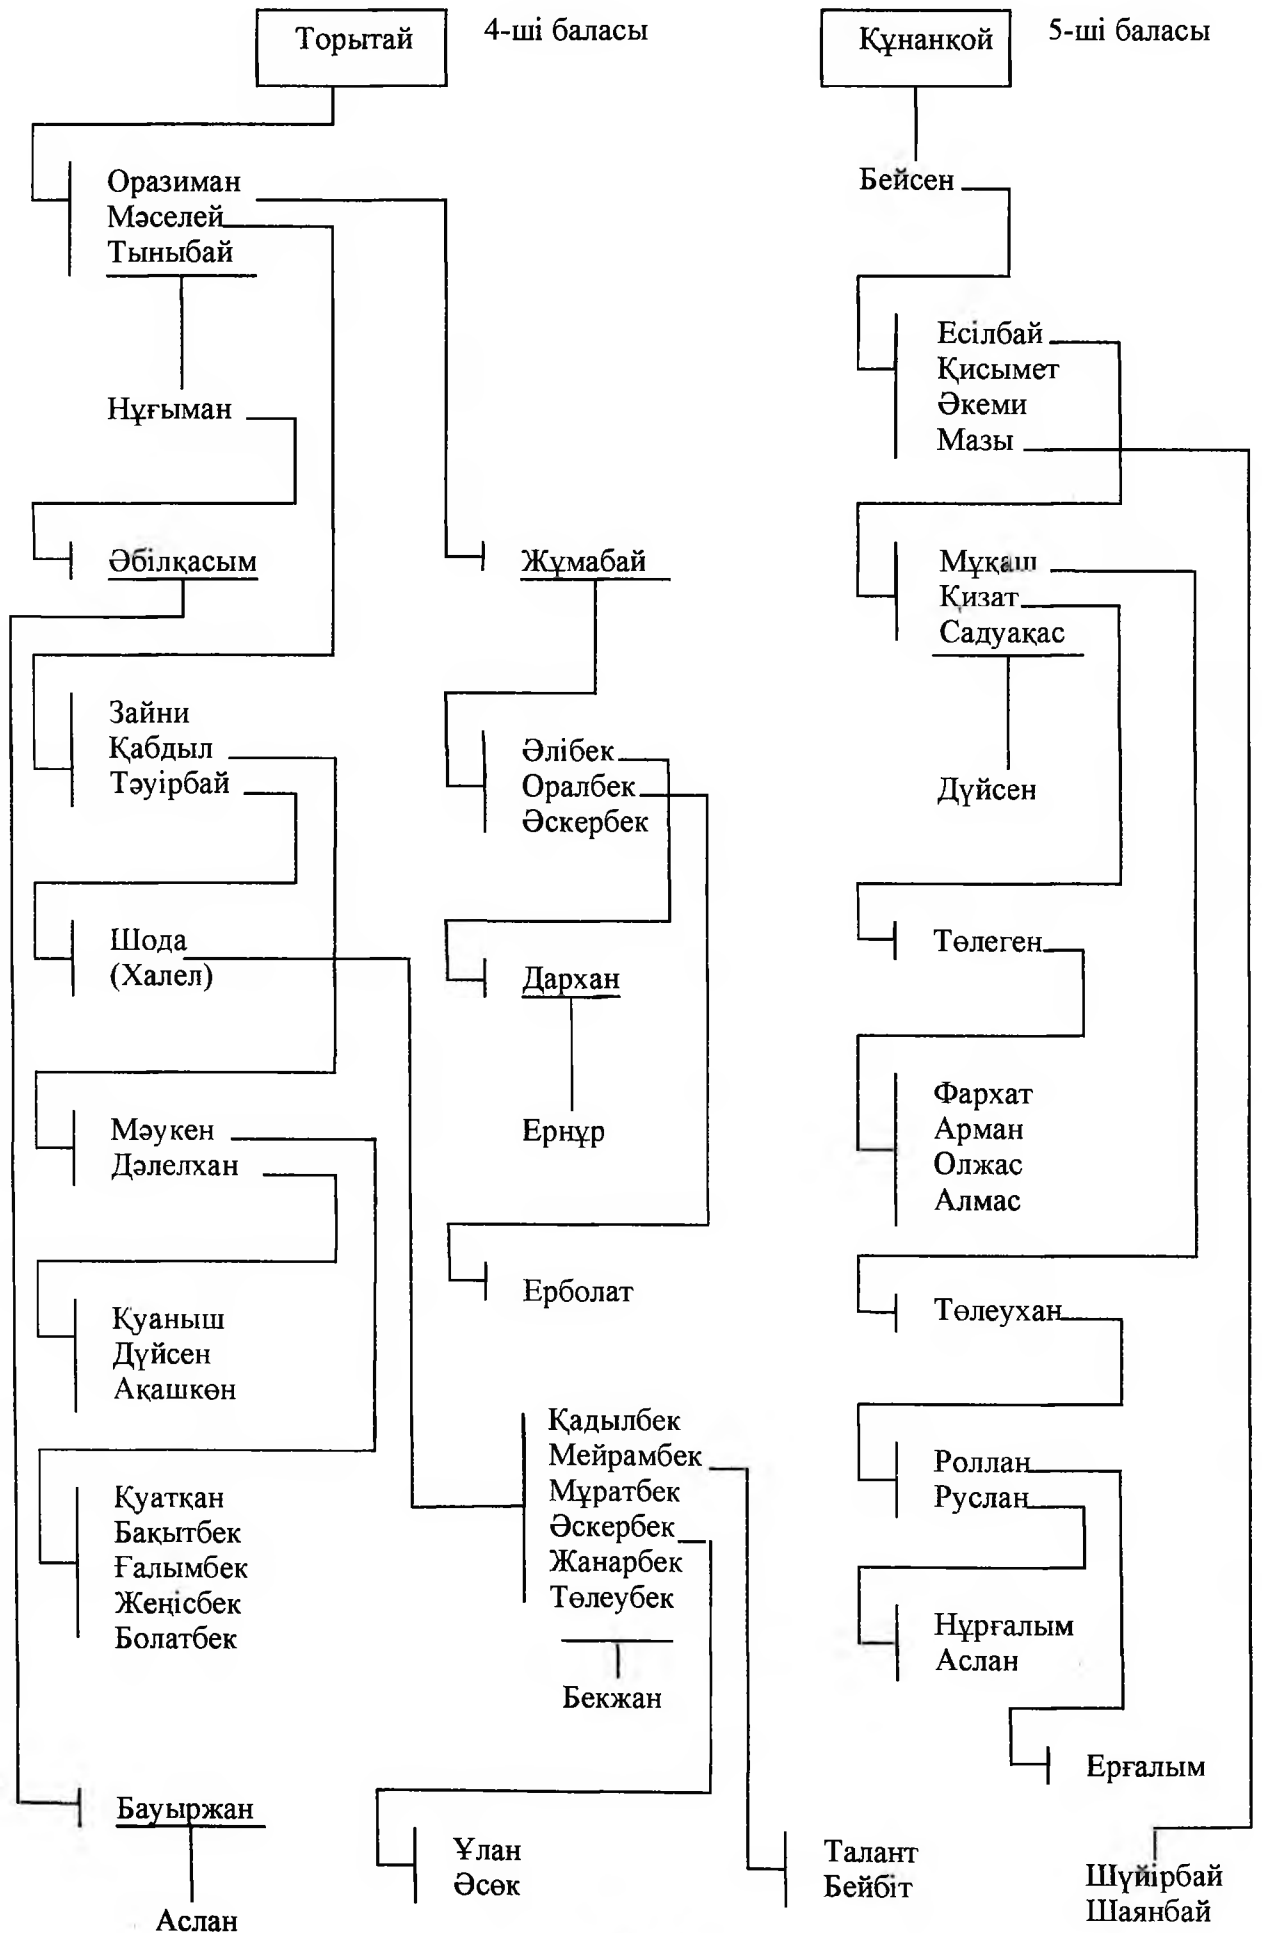 Торытай
4-ші баласы
Оразиман
Мәселей
Тыныбай
Нұғыман
Әбілқасым
Жұмабай
Зайни
Қабдыл
Тәуірбай
Әлібек
Оралбек
Әскербек
Шода
(Халел)
Дархан
Ернұр
Мәукен
Дәлелхан
Ерболат
Қуаныш
Дүйсен
Ақашкөн
Қадылбек
Мейрамбек
Мұратбек
Әскербек
Жанарбек
Төлеубек
Бекжан
Қуатқан
Бақытбек
Ғалымбек
Жеңісбек
Болатбек
Бауыржан
Аслан
Ұлан
Әсөк
Талант
Бейбіт
Құнанкой
5-ші баласы
Бейсен
Есілбай
Қисымет
Әкеми
Мазы
Мұқаш
Қизат
Садуақас
Дүйсен
Төлеген
Фархат
Арман
Олжас
Алмас
Төлеухан
Роллан
Руслан
Нұрғалым
Аслан
Ерғалым
Шүйірбай
Шаянбай